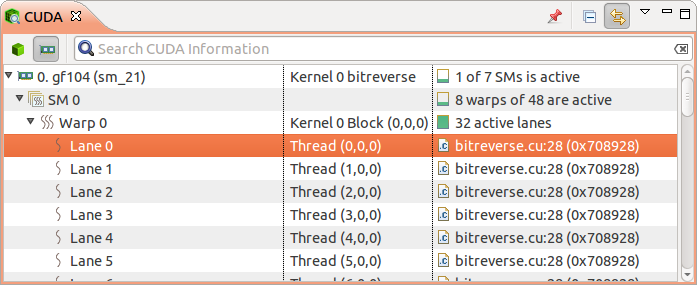 CUDA
Search CUDA Information
0. gf104 (sm_21) Kernel 0 bitreverse 1 of 7 SMs is active
SM 0 8 warps of 48 are active
Warp 0 Kernel 0 Block (0,0,0) 32 active lanes
Lane 0 Thread (0,0,0) .c bitreverse.cu:28 (0x708928)
Lane 1 Thread (1,0,0) .c bitreverse.cu:28 (0x708928)
Lane 2 Thread (2,0,0) .c bitreverse.cu:28 (0x708928)
Lane 3 Thread (3,0,0) .c bitreverse.cu:28 (0x708928)
Lane 4 Thread (4,0,0) .c bitreverse.cu:28 (0x708928)
Lane 5 Thread (5,0,0) .c bitreverse.cu:28 (0x708928)